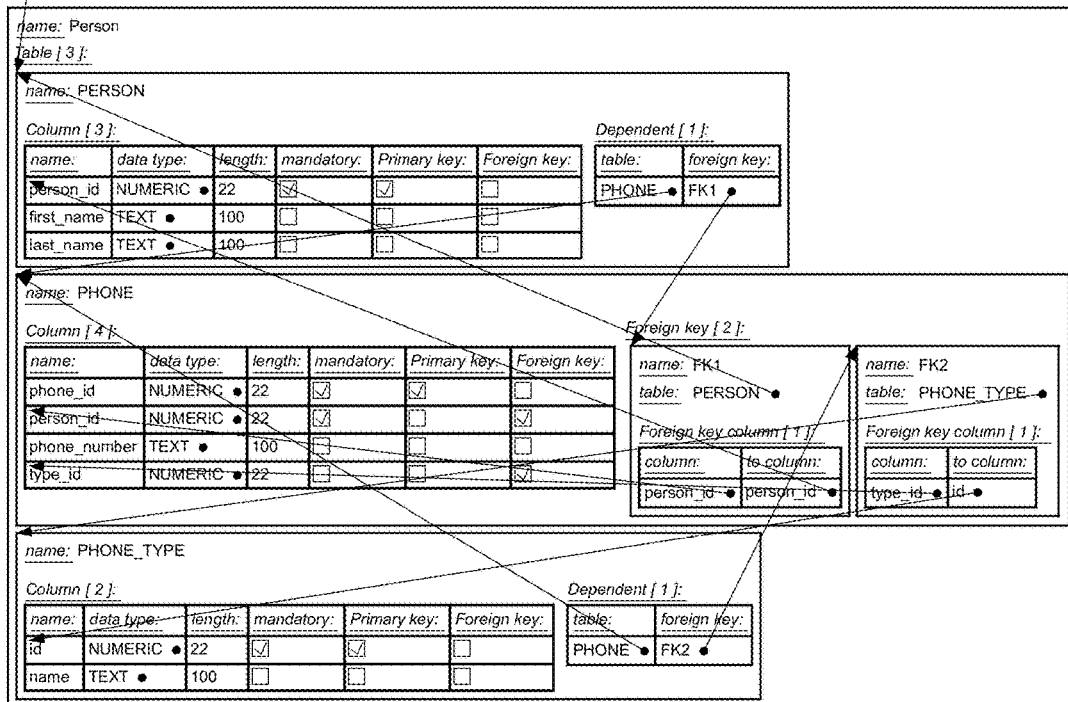 name: Person
Table [ 3 ]:
name: PERSON
Column [ 3 ]: Dependent [ 1 ]:
name: data type: length: mandatory: Primary key: Foreign key: table: foreign key:
person_id NUMERIC 22 PHONE FK1
first_name TEXT 100
last_name TEXT 100
name: PHONE
Column [ 4 ]: Foreign key [ 2 ]:
name: data type: length: mandatory: Primary key: Foreign key: name: FK1 name: FK2
phone_id NUMERIC 22 table: PERSON table: PHONE_TYPE
person_id NUMERIC 22
phone_number TEXT 100 Foreign key column [ 1 ]: Foreign key column [ 1 ]:
type_id NUMERIC 22 column: to column: column: to column:
person_id person_id type_id id
name: PHONE_TYPE
Column [ 2 ]: Dependent [ 1 ]:
name: data type: length: mandatory: Primary key: Foreign key: table: foreign key:
id NUMERIC 22 PHONE FK2
name TEXT 100